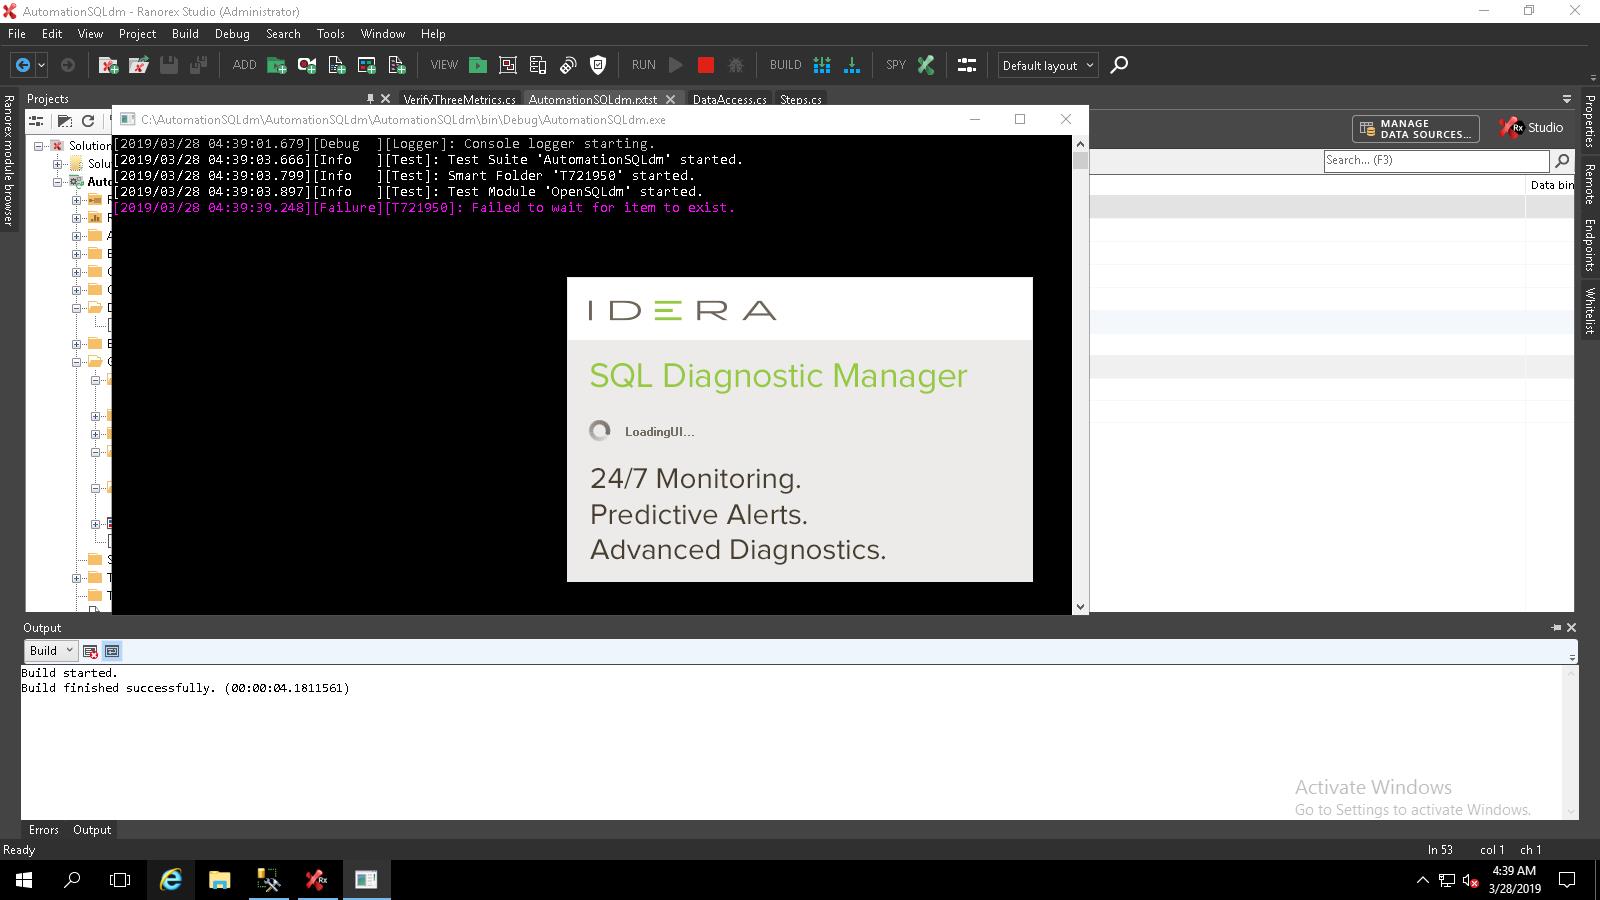 AutomationSQLdm - Ranorex Studio (Administrator)
File Edit View Project Build Debug Search Tools Window Help
ADD VIEW RUN BUILD SPY Default layout
Projects
VerifyThreeMetrics.cs AutomationSQLdm.rxtst DataAccess.cs Steps.cs
Ranorex module browser
C:\AutomationSQLdm\AutomationSQLdm\AutomationSQLdm\bin\Debug\AutomationSQLdm.exe
MANAGE
DATA SOURCES...
Rx Studio
Properties
Remote
Endpoints
Whitelist
Search... (F3)
Data bin
Solution
Solu
Auto
[2019/03/28 04:39:01.679][Debug ][Logger]: Console logger starting.
[2019/03/28 04:39:03.666][Info ][Test]: Test Suite 'AutomationSQLdm' started.
[2019/03/28 04:39:03.799][Info ][Test]: Smart Folder 'T721950' started.
[2019/03/28 04:39:03.897][Info ][Test]: Test Module 'OpenSQLdm' started.
[2019/03/28 04:39:39.248][Failure][T721950]: Failed to wait for item to exist.
IDERA
SQL Diagnostic Manager
LoadingUI...
24/7 Monitoring.
Predictive Alerts.
Advanced Diagnostics.
Output
Build
Build started.
Build finished successfully. (00:00:04.1811561)
Activate Windows
Go to Settings to activate Windows.
Errors Output
Ready
ln 53 col 1 ch 1
4:39 AM
3/28/2019